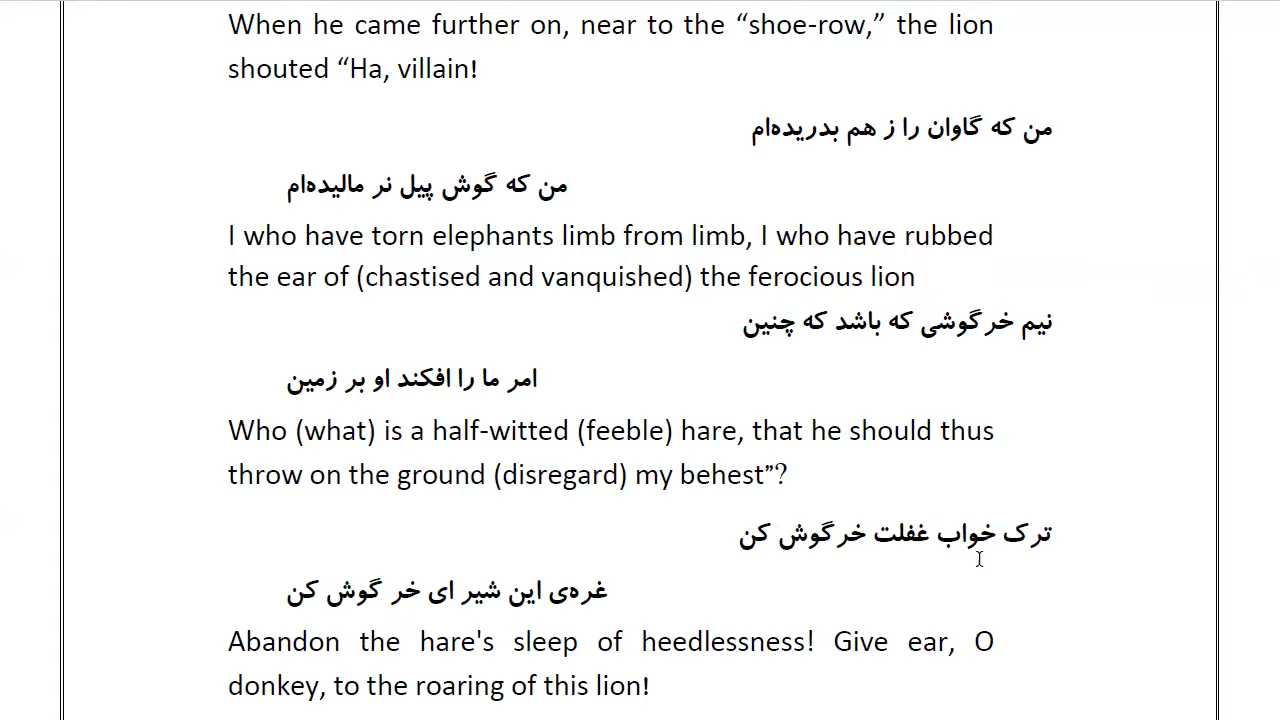 When he came further on, near to the “shoe-row,” the lion
shouted “Ha, villain!
من که گاوان را ز هم بدریده‌ام
من که گوش پیل نر مالیده‌ام
I who have torn elephants limb from limb, I who have rubbed
the ear of (chastised and vanquished) the ferocious lion
نیم خرگوشی که باشد که چنین
امر ما را افکند او بر زمین
Who (what) is a half-witted (feeble) hare, that he should thus
throw on the ground (disregard) my behest”?
ترک خواب غفلت خرگوش کن
غره‌ی این شیر ای خر گوش کن
Abandon the hare's sleep of heedlessness! Give ear, O
donkey, to the roaring of this lion!